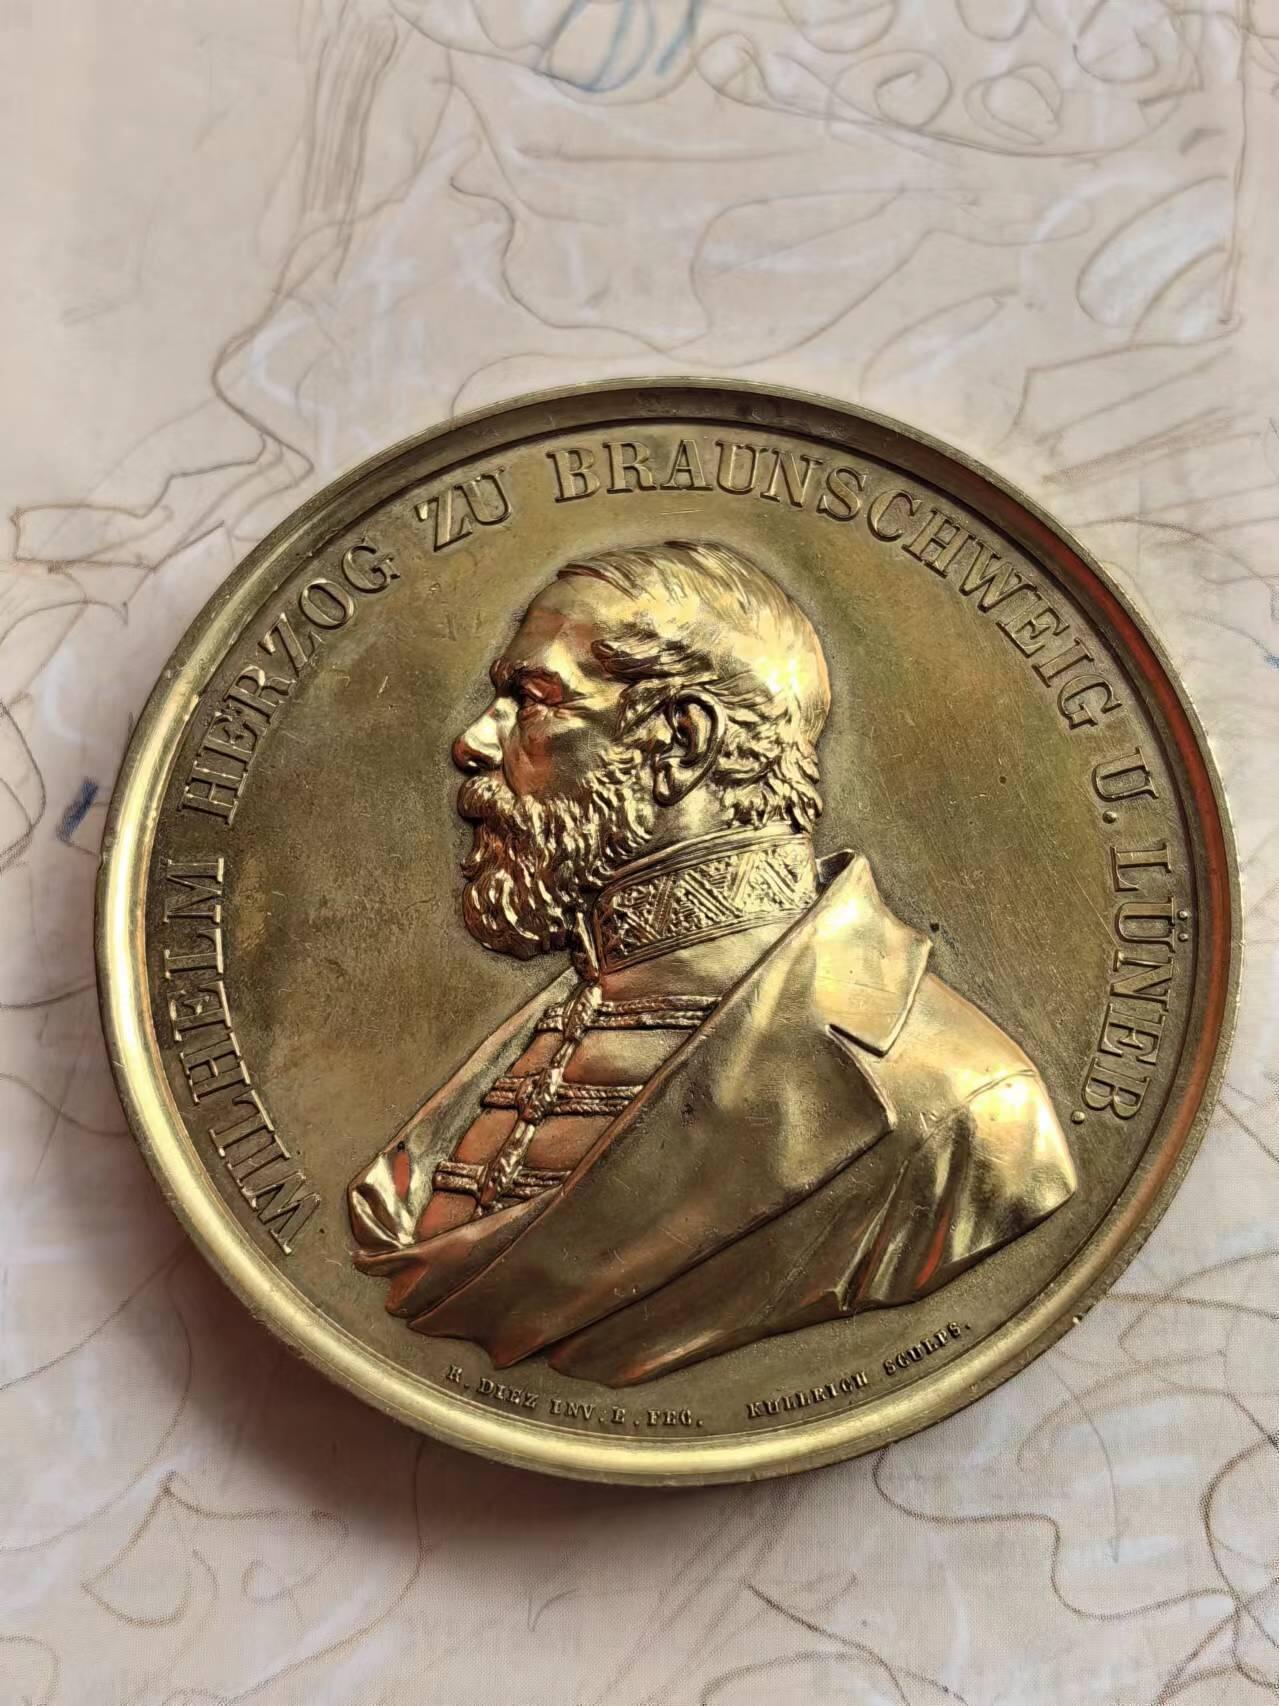 WILHELM HERZOG ZU BRAUNSCHWEIG U. LÜNEB.
R. DIEZ INV. E. FEC. KULLRICH SCULPS.